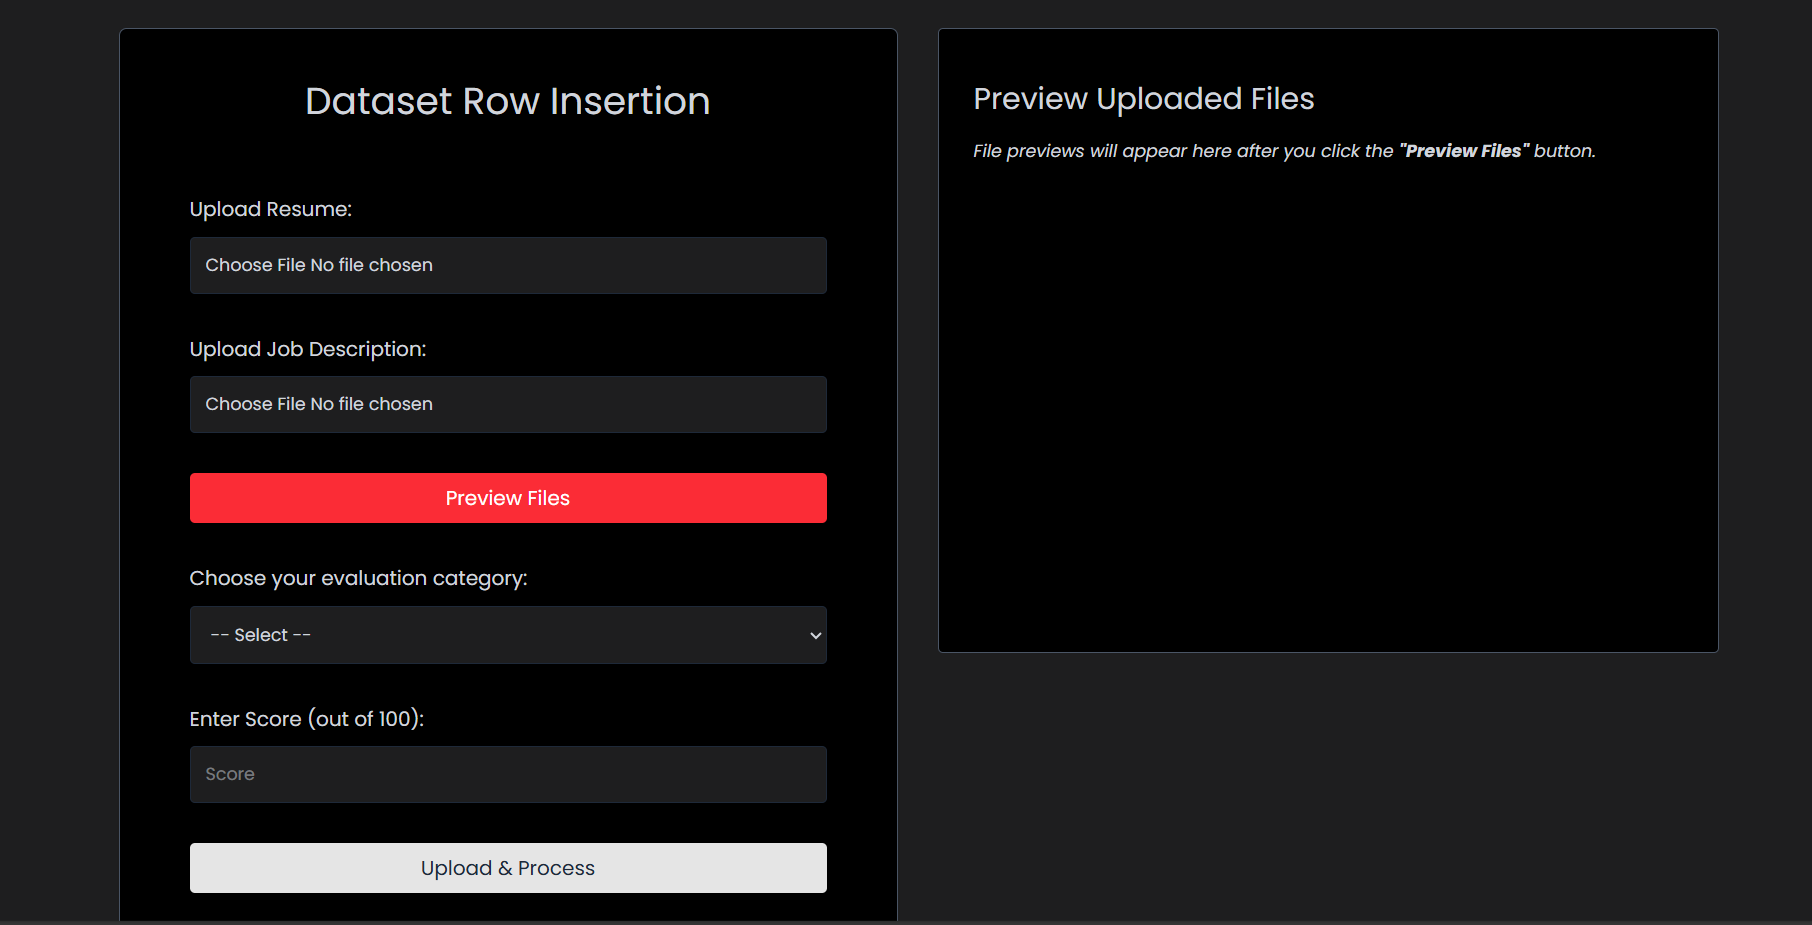 Dataset Row Insertion
Upload Resume:
Choose File No file chosen
Upload Job Description:
Choose File No file chosen
Preview Files
Choose your evaluation category:
-- Select --
Enter Score (out of 100):
Score
Upload & Process
Preview Uploaded Files
File previews will appear here after you click the "Preview Files" button.